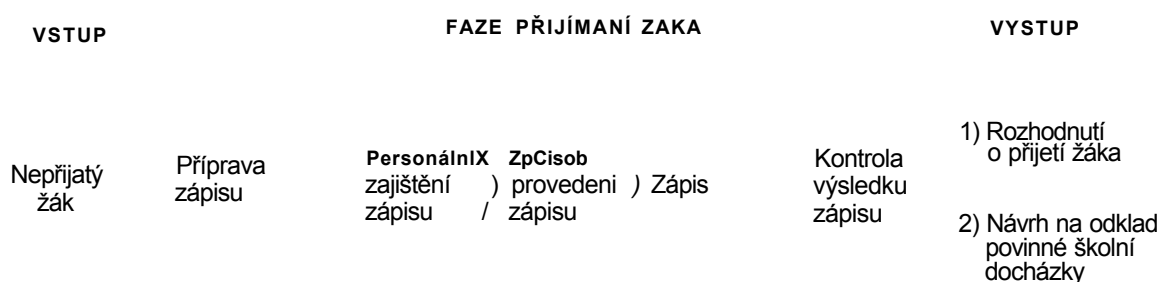 VSTUP
FAZE PŘIJÍMANÍ ZAKA
VYSTUP
Nepřijatý
žák
Příprava
zápisu
PersonálnIX ZpCisob
zajištění ) provedeni ) Zápis
zápisu / zápisu
Kontrola
výsledku
zápisu
1) Rozhodnutí
o přijetí žáka
2) Návrh na odklad
povinné školní
docházky